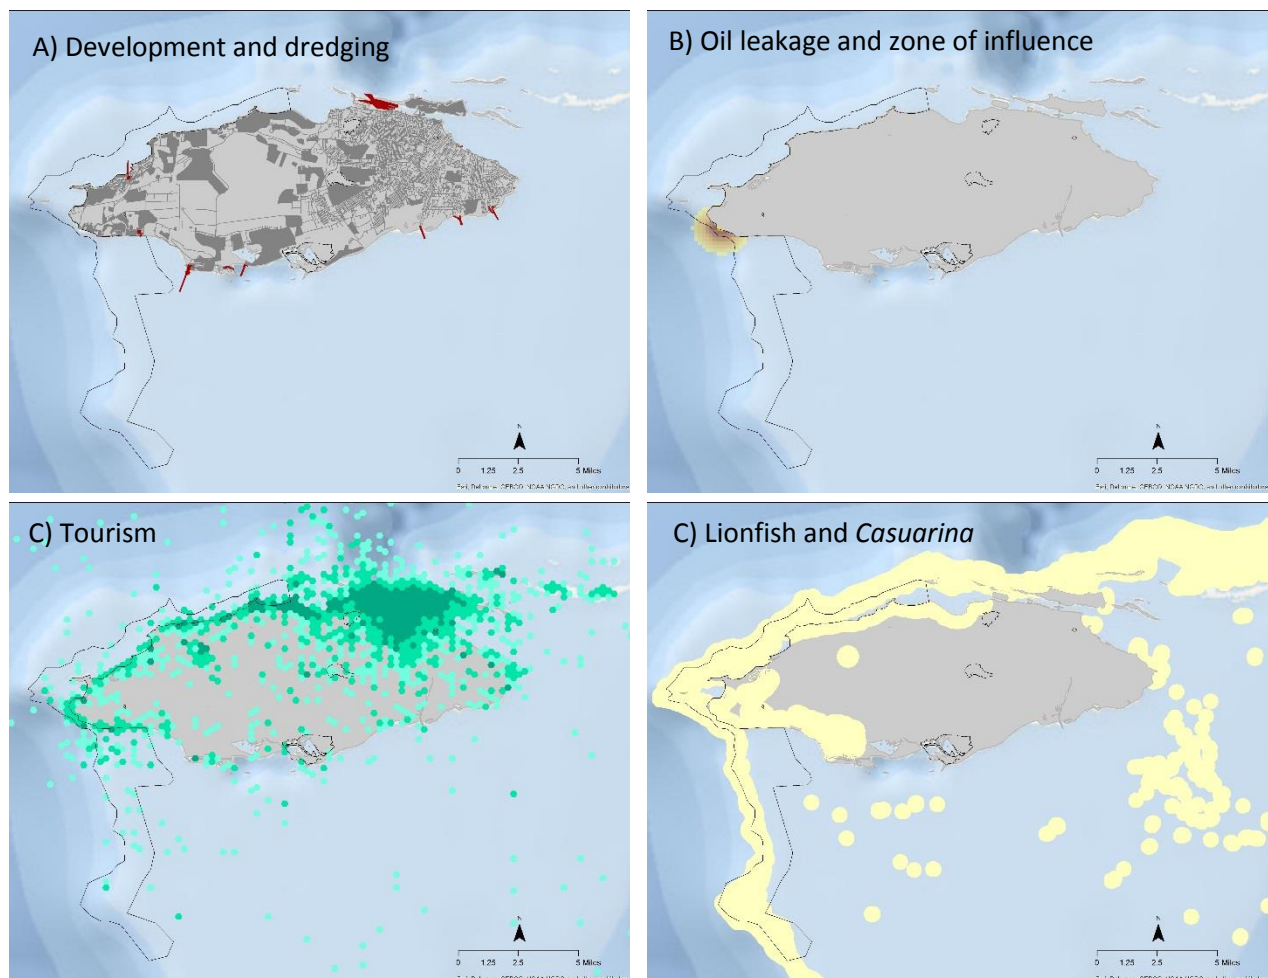 A) Development and dredging
B) Oil leakage and zone of influence
N
0 1.25 2.5 5 Miles
N
0 1.25 2.5 5 Miles
C) Tourism
C) Lionfish and Casuarina
N
0 1.25 2.5 5 Miles
N
0 1.25 2.5 5 Miles